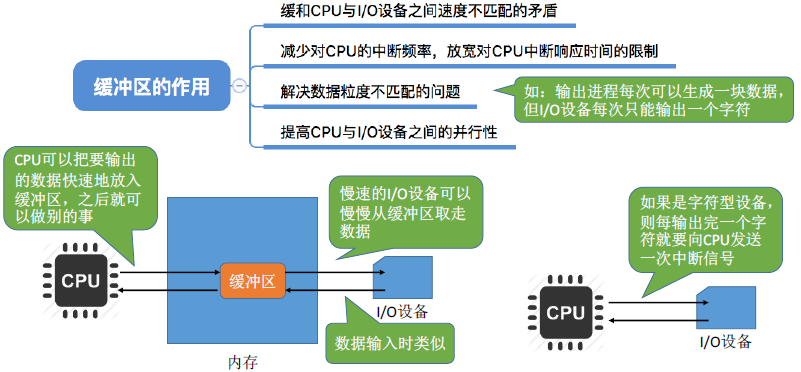 缓冲区的作用
缓和CPU与I/O设备之间速度不匹配的矛盾
减少对CPU的中断频率，放宽对CPU中断响应时间的限制
解决数据粒度不匹配的问题
提高CPU与I/O设备之间的并行性
如：输出进程每次可以生成一块数据，
但I/O设备每次只能输出一个字符
CPU可以把要输出
的数据快速地放入
缓冲区，之后就可
以做别的事
慢速的I/O设备可以
慢慢从缓冲区取走
数据
CPU
缓冲区
I/O设备
数据输入时类似
内存
如果是字符型设备，
则每输出完一个字
符就要向CPU发送
一次中断信号
CPU
I/O设备